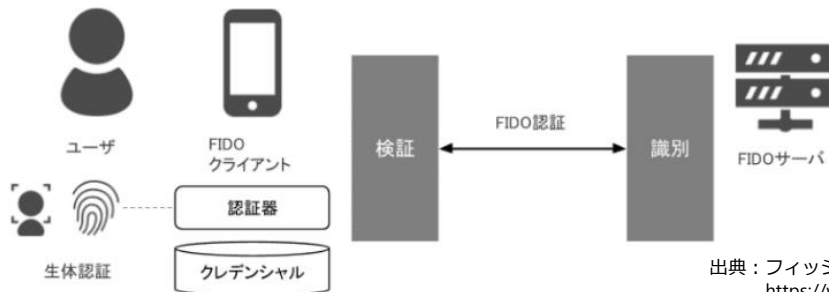 ユーザ
FIDO
クライアント
検証
FIDO認証
識別
FIDOサーバ
認証器
生体認証
クレデンシャル
出典：フィッシ
https://w